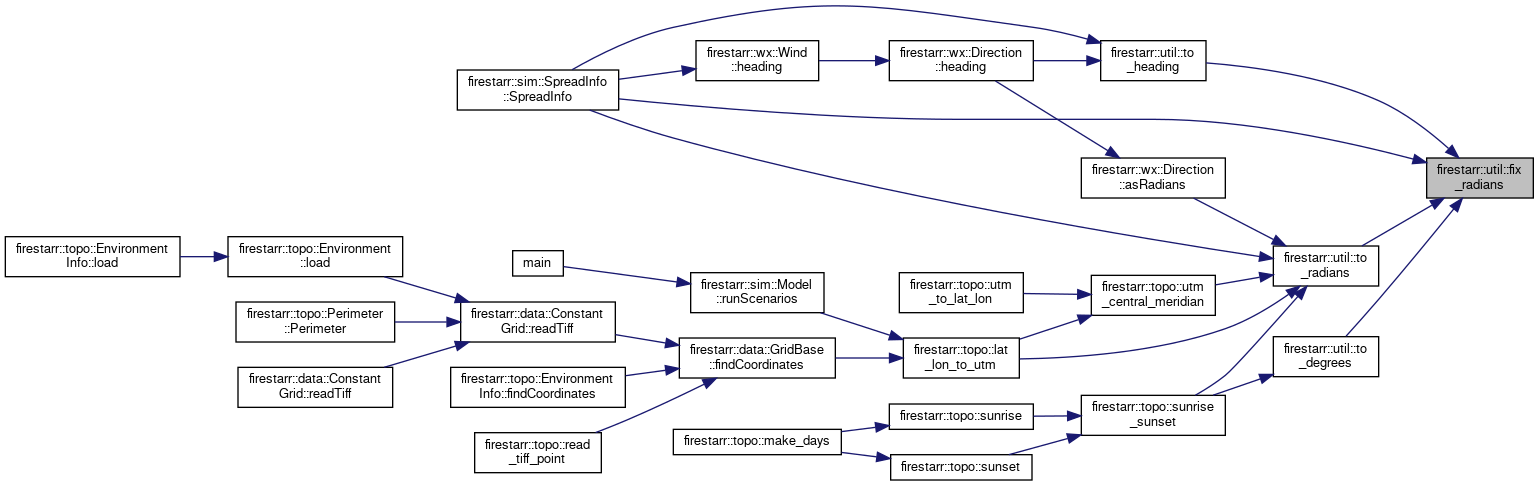 firestarr::sim::SpreadInfo
::SpreadInfo
firestarr::wx::Wind
::heading
firestarr::wx::Direction
::heading
firestarr::util::to
_heading
firestarr::wx::Direction
::asRadians
firestarr::util::fix
_radians
firestarr::topo::Environment
Info::load
firestarr::topo::Environment
::load
main
firestarr::sim::Model
::runScenarios
firestarr::topo::utm
_to_lat_lon
firestarr::topo::utm
_central_meridian
firestarr::util::to
_radians
firestarr::topo::Perimeter
::Perimeter
firestarr::data::Constant
Grid::readTiff
firestarr::data::GridBase
::findCoordinates
firestarr::topo::lat
_lon_to_utm
firestarr::util::to
_degrees
firestarr::data::Constant
Grid::readTiff
firestarr::topo::Environment
Info::findCoordinates
firestarr::topo::sunrise
firestarr::topo::sunrise
_sunset
firestarr::topo::read
_tiff_point
firestarr::topo::make_days
firestarr::topo::sunset